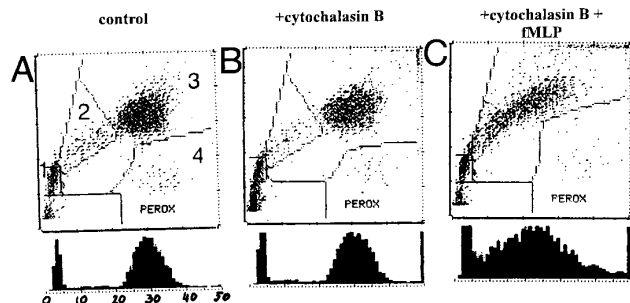 control
+cytochalasin B
+cytochalasin B +
fMLP
A
B
C
3
2
4
1
PEROX
PEROX
PEROX
0 10 20 30 40 50